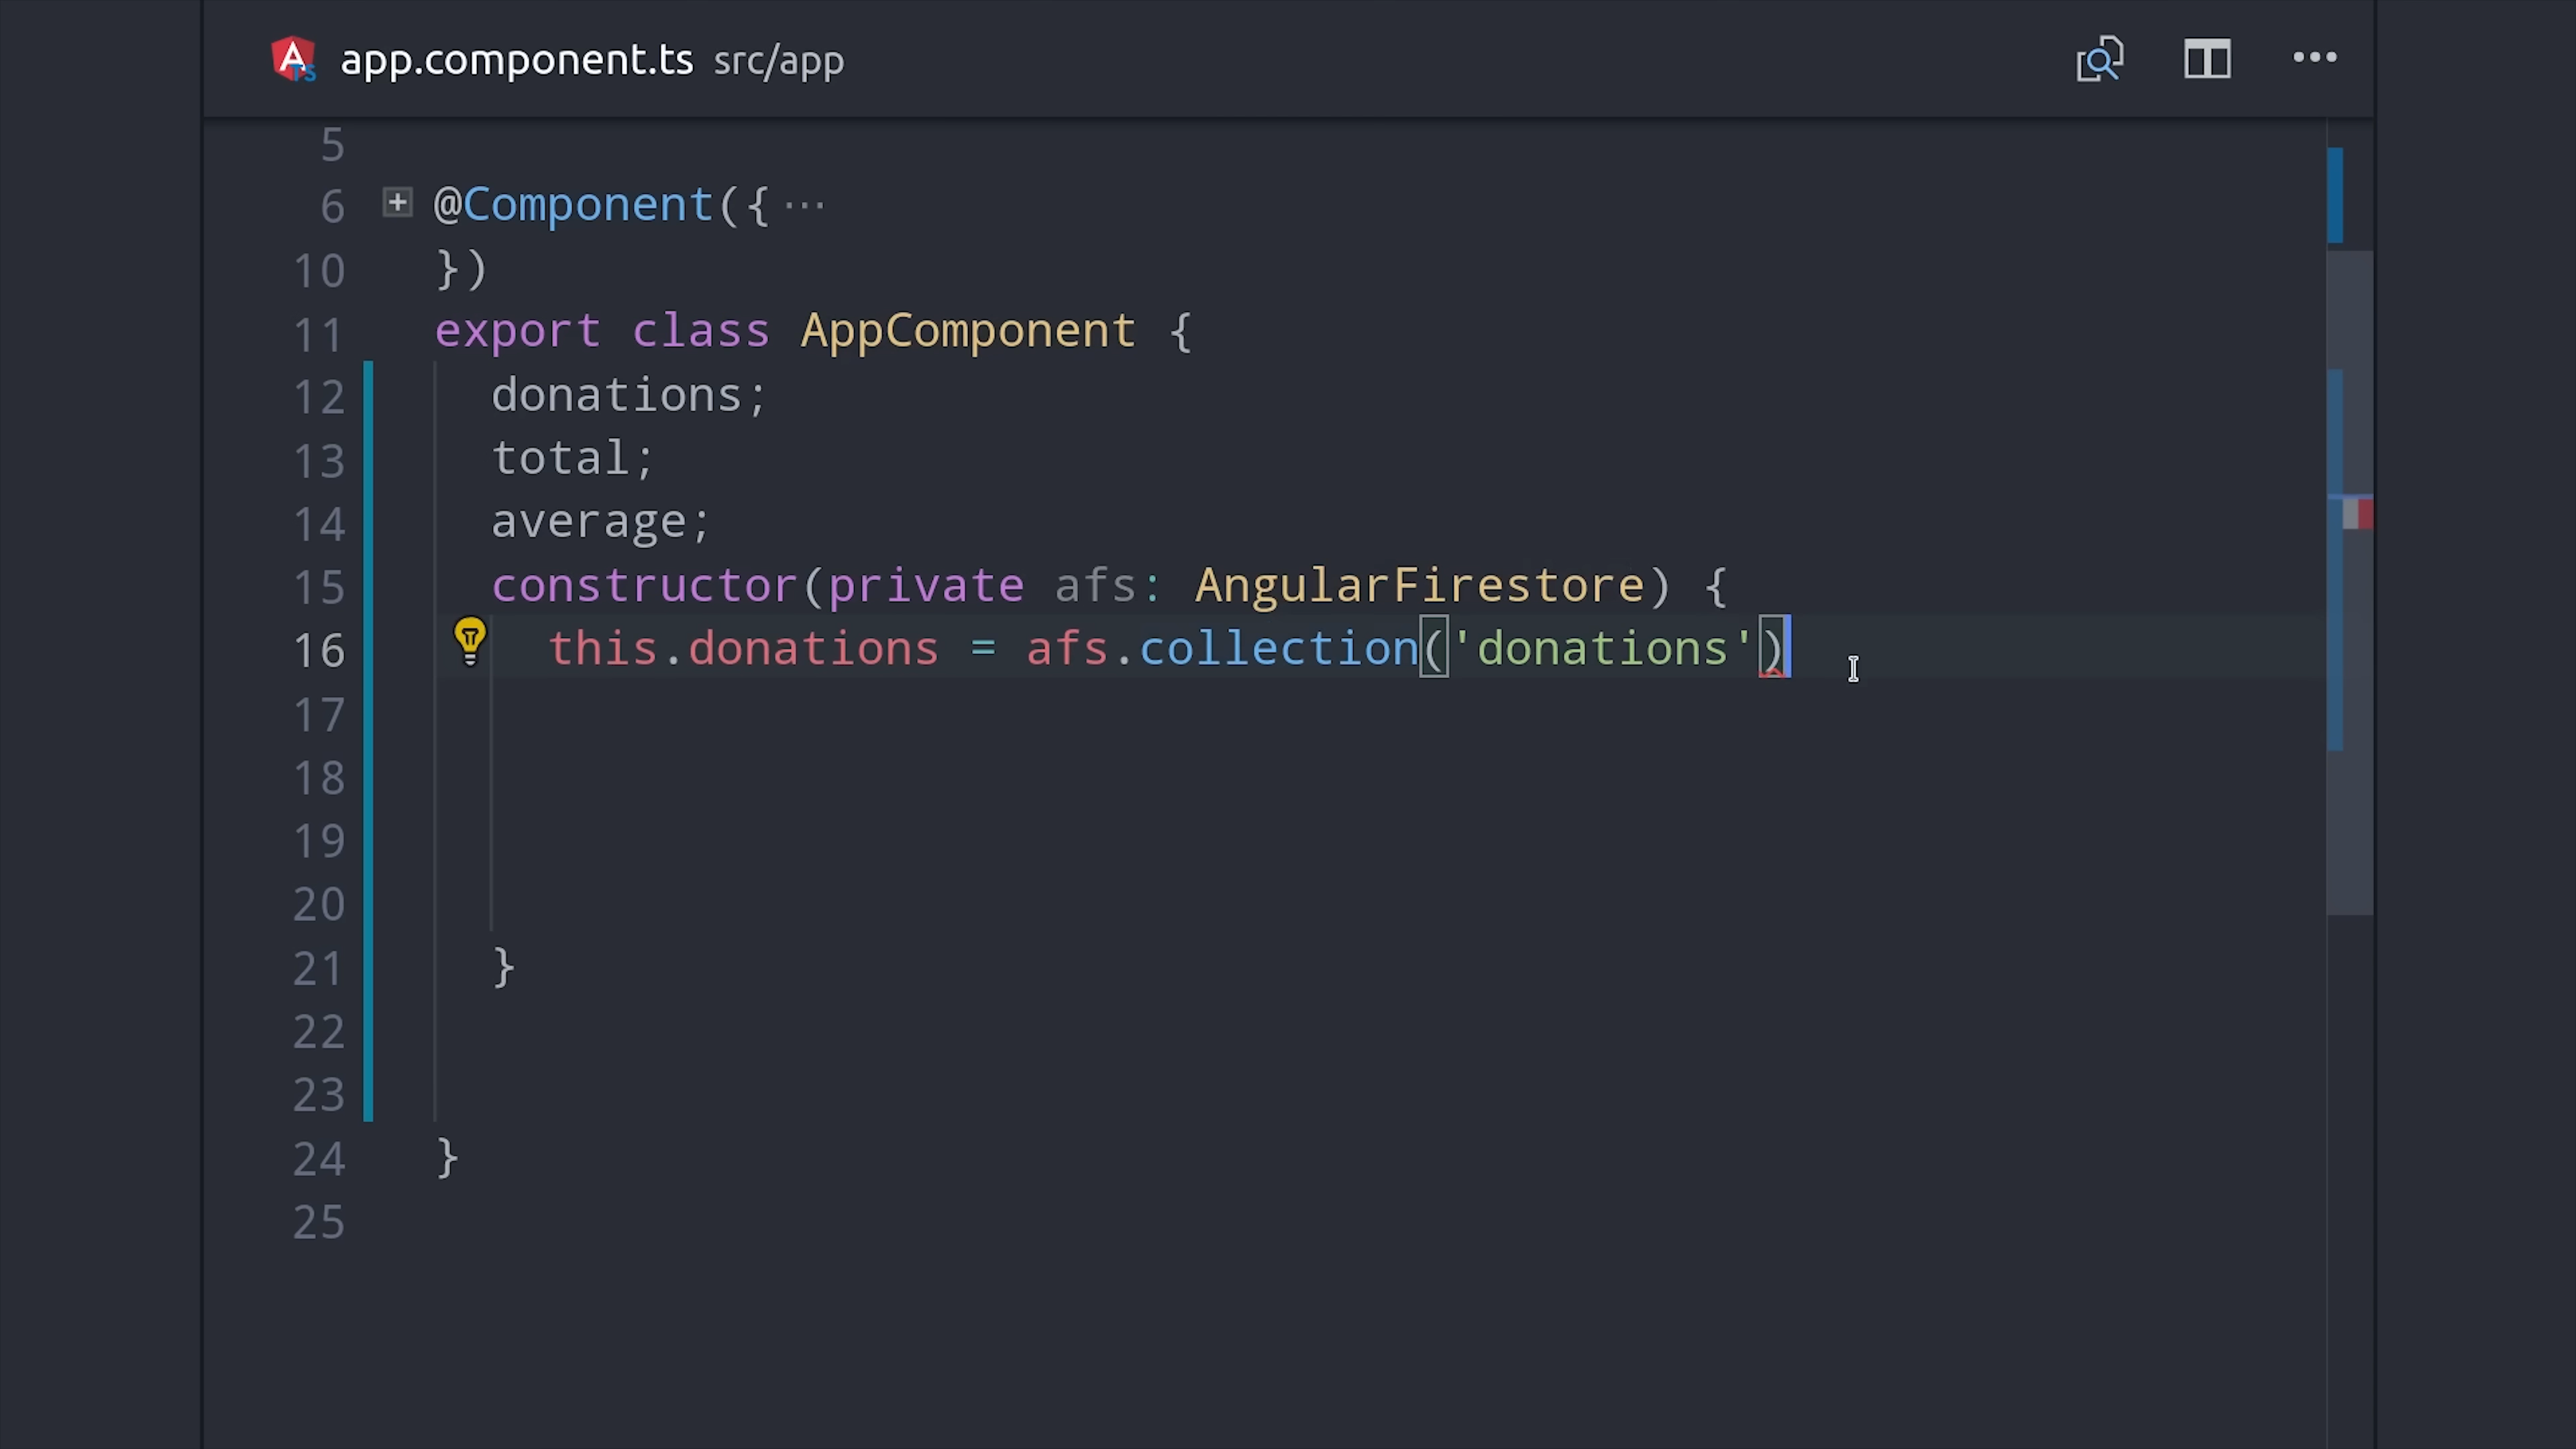 app.component.ts src/app
5
6 @Component({ ···
10 })
11 export class AppComponent {
12 donations;
13 total;
14 average;
15 constructor(private afs: AngularFirestore) {
16 this.donations = afs.collection('donations')
17
18
19
20
21 }
22
23
24 }
25